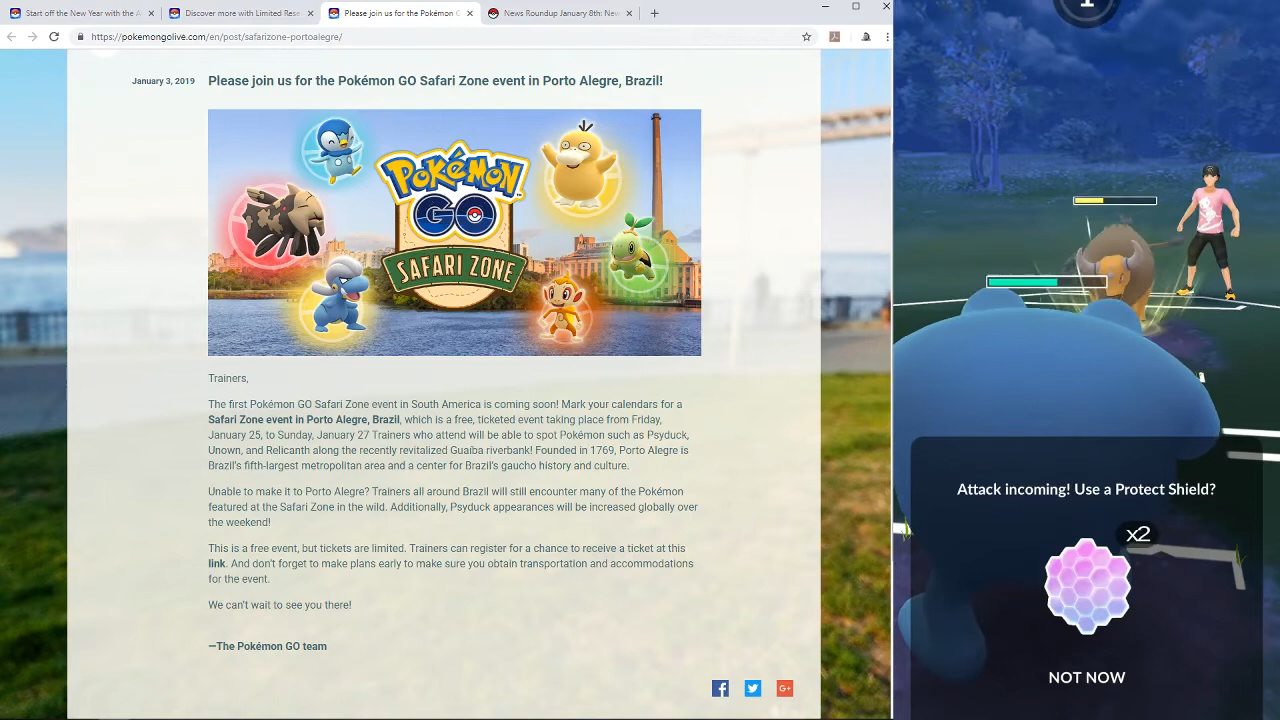 Start off the New Year with the A
Discover more with Limited Rese
Please join us for the Pokémon G
News Roundup January 8th: New
https://pokemongolive.com/en/post/safarizone-portoalegre/
January 3, 2019
Please join us for the Pokémon GO Safari Zone event in Porto Alegre, Brazil!
POKéMON
GO
SAFARI ZONE
Trainers,
The first Pokémon GO Safari Zone event in South America is coming soon! Mark your calendars for a
Safari Zone event in Porto Alegre, Brazil, which is a free, ticketed event taking place from Friday,
January 25, to Sunday, January 27 Trainers who attend will be able to spot Pokémon such as Psyduck,
Unown, and Relicanth along the recently revitalized Guaíba riverbank! Founded in 1769, Porto Alegre is
Brazil's fifth-largest metropolitan area and a center for Brazil's gaucho history and culture.
Unable to make it to Porto Alegre? Trainers all around Brazil will still encounter many of the Pokémon
featured at the Safari Zone in the wild. Additionally, Psyduck appearances will be increased globally over
the weekend!
This is a free event, but tickets are limited. Trainers can register for a chance to receive a ticket at this
link. And don't forget to make plans early to make sure you obtain transportation and accommodations
for the event.
We can't wait to see you there!
—The Pokémon GO team
f
G+
1
Attack incoming! Use a Protect Shield?
x2
NOT NOW